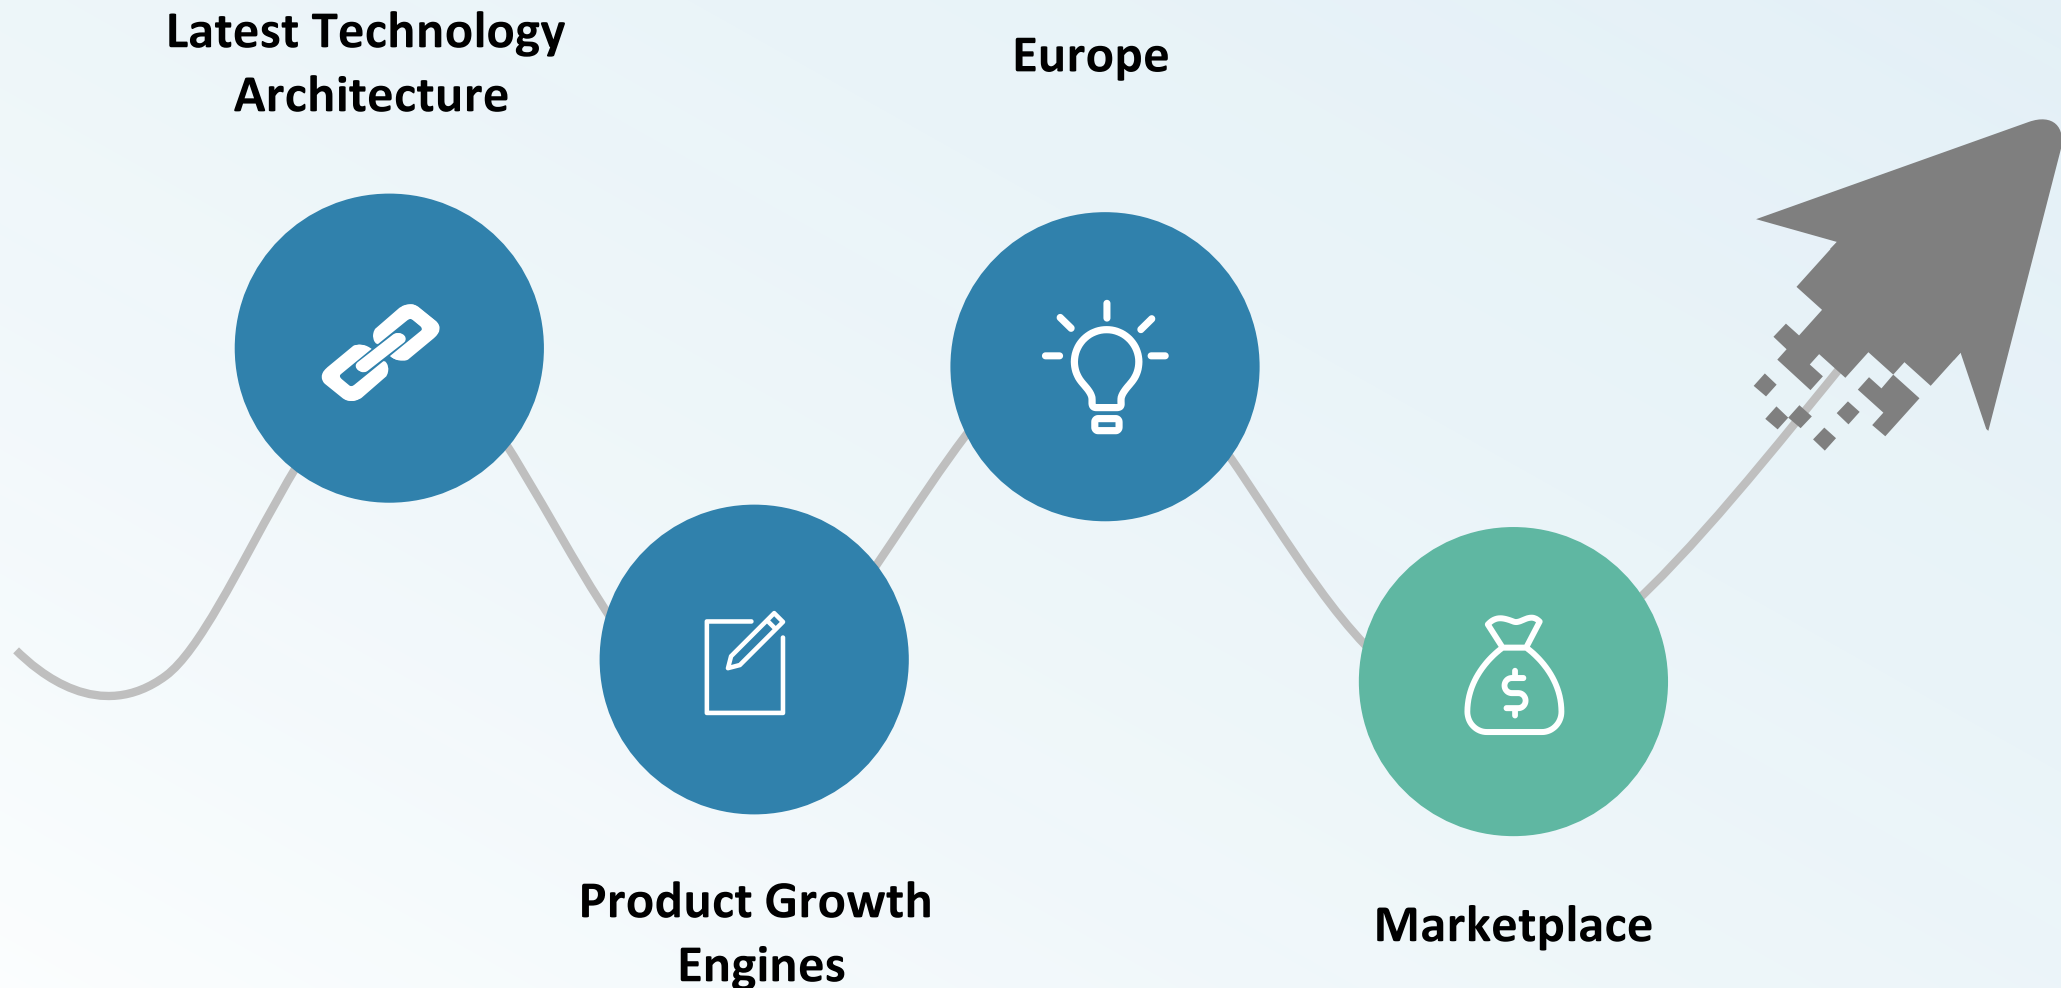 Latest Technology
Architecture
Europe
Product Growth
Engines
Marketplace
$